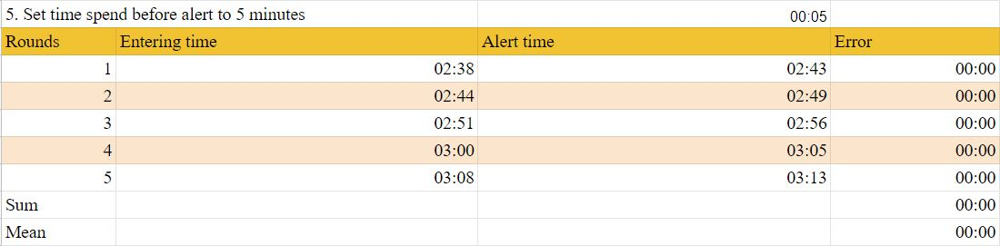 5. Set time spend before alert to 5 minutes 00:05
Rounds Entering time Alert time Error
1 02:38 02:43 00:00
2 02:44 02:49 00:00
3 02:51 02:56 00:00
4 03:00 03:05 00:00
5 03:08 03:13 00:00
Sum 00:00
Mean 00:00